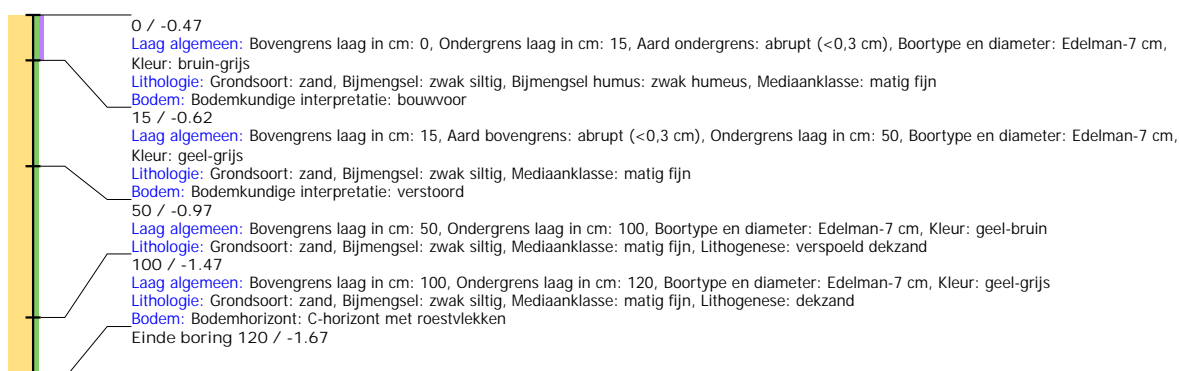 0 / -0.47
Laag algemeen: Bovengrens laag in cm: 0, Ondergrens laag in cm: 15, Aard ondergrens: abrupt (<0,3 cm), Boortype en diameter: Edelman-7 cm,
Kleur: bruin-grijs
Lithologie: Grondsoort: zand, Bijmengsel: zwak siltig, Bijmengsel humus: zwak humeus, Mediaanklasse: matig fijn
Bodem: Bodemkundige interpretatie: bouwvoor
15 / -0.62
Laag algemeen: Bovengrens laag in cm: 15, Aard bovengrens: abrupt (<0,3 cm), Ondergrens laag in cm: 50, Boortype en diameter: Edelman-7 cm,
Kleur: geel-grijs
Lithologie: Grondsoort: zand, Bijmengsel: zwak siltig, Mediaanklasse: matig fijn
Bodem: Bodemkundige interpretatie: verstoord
50 / -0.97
Laag algemeen: Bovengrens laag in cm: 50, Ondergrens laag in cm: 100, Boortype en diameter: Edelman-7 cm, Kleur: geel-bruin
Lithologie: Grondsoort: zand, Bijmengsel: zwak siltig, Mediaanklasse: matig fijn, Lithogenese: verspoeld dekzand
100 / -1.47
Laag algemeen: Bovengrens laag in cm: 100, Ondergrens laag in cm: 120, Boortype en diameter: Edelman-7 cm, Kleur: geel-grijs
Lithologie: Grondsoort: zand, Bijmengsel: zwak siltig, Mediaanklasse: matig fijn, Lithogenese: dekzand
Bodem: Bodemhorizont: C-horizont met roestvlekken
Einde boring 120 / -1.67